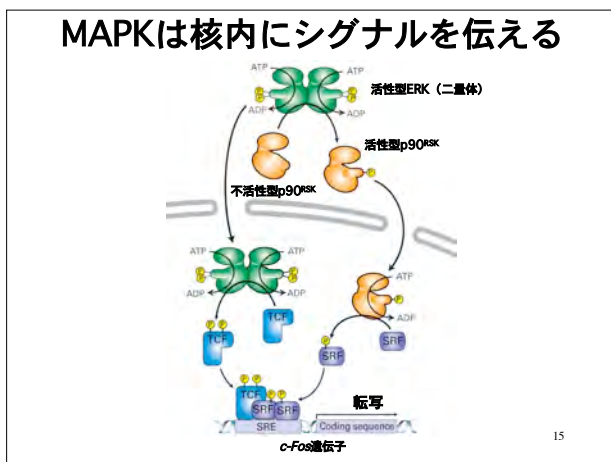 MAPKは核内にシグナルを伝える
ATP ATP
活性型ERK（二量体）
P P P P
ADP ADP
活性型p90RSK
P
不活性型p90RSK
ATP ATP ATP
P P P P P
ADP ADP ADP
P P TCF P SRF
TCF SRF
P P
TCF P P 転写
SRF SRF
SRE Coding sequence
c-Fos遺伝子
15